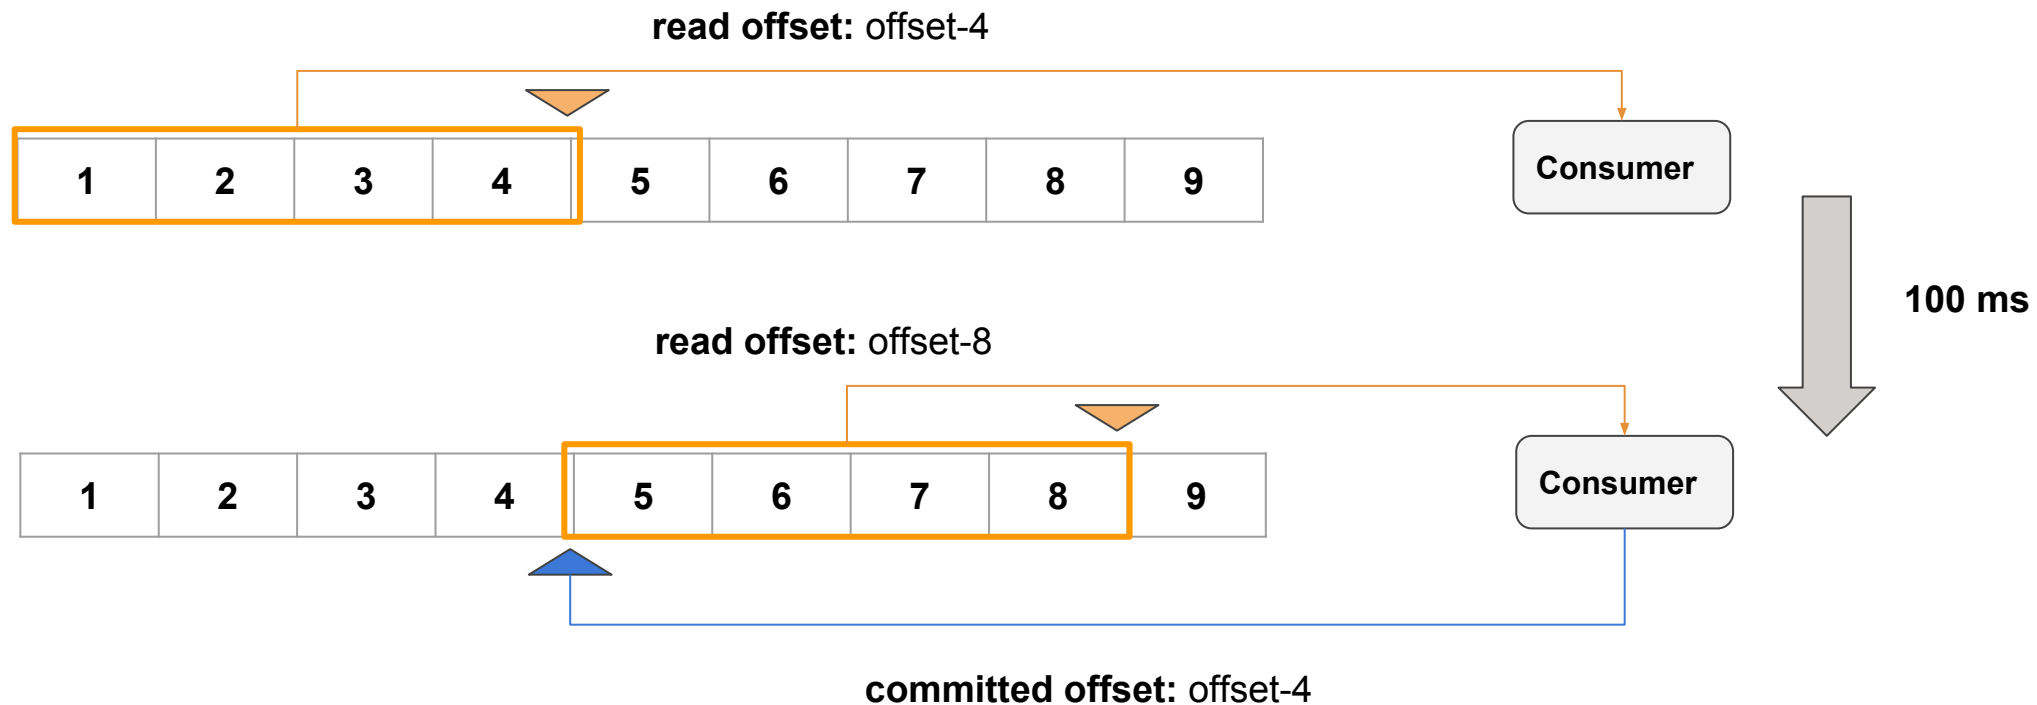 read offset: offset-4
1 2 3 4 5 6 7 8 9
Consumer
100 ms
read offset: offset-8
1 2 3 4 5 6 7 8 9
Consumer
committed offset: offset-4